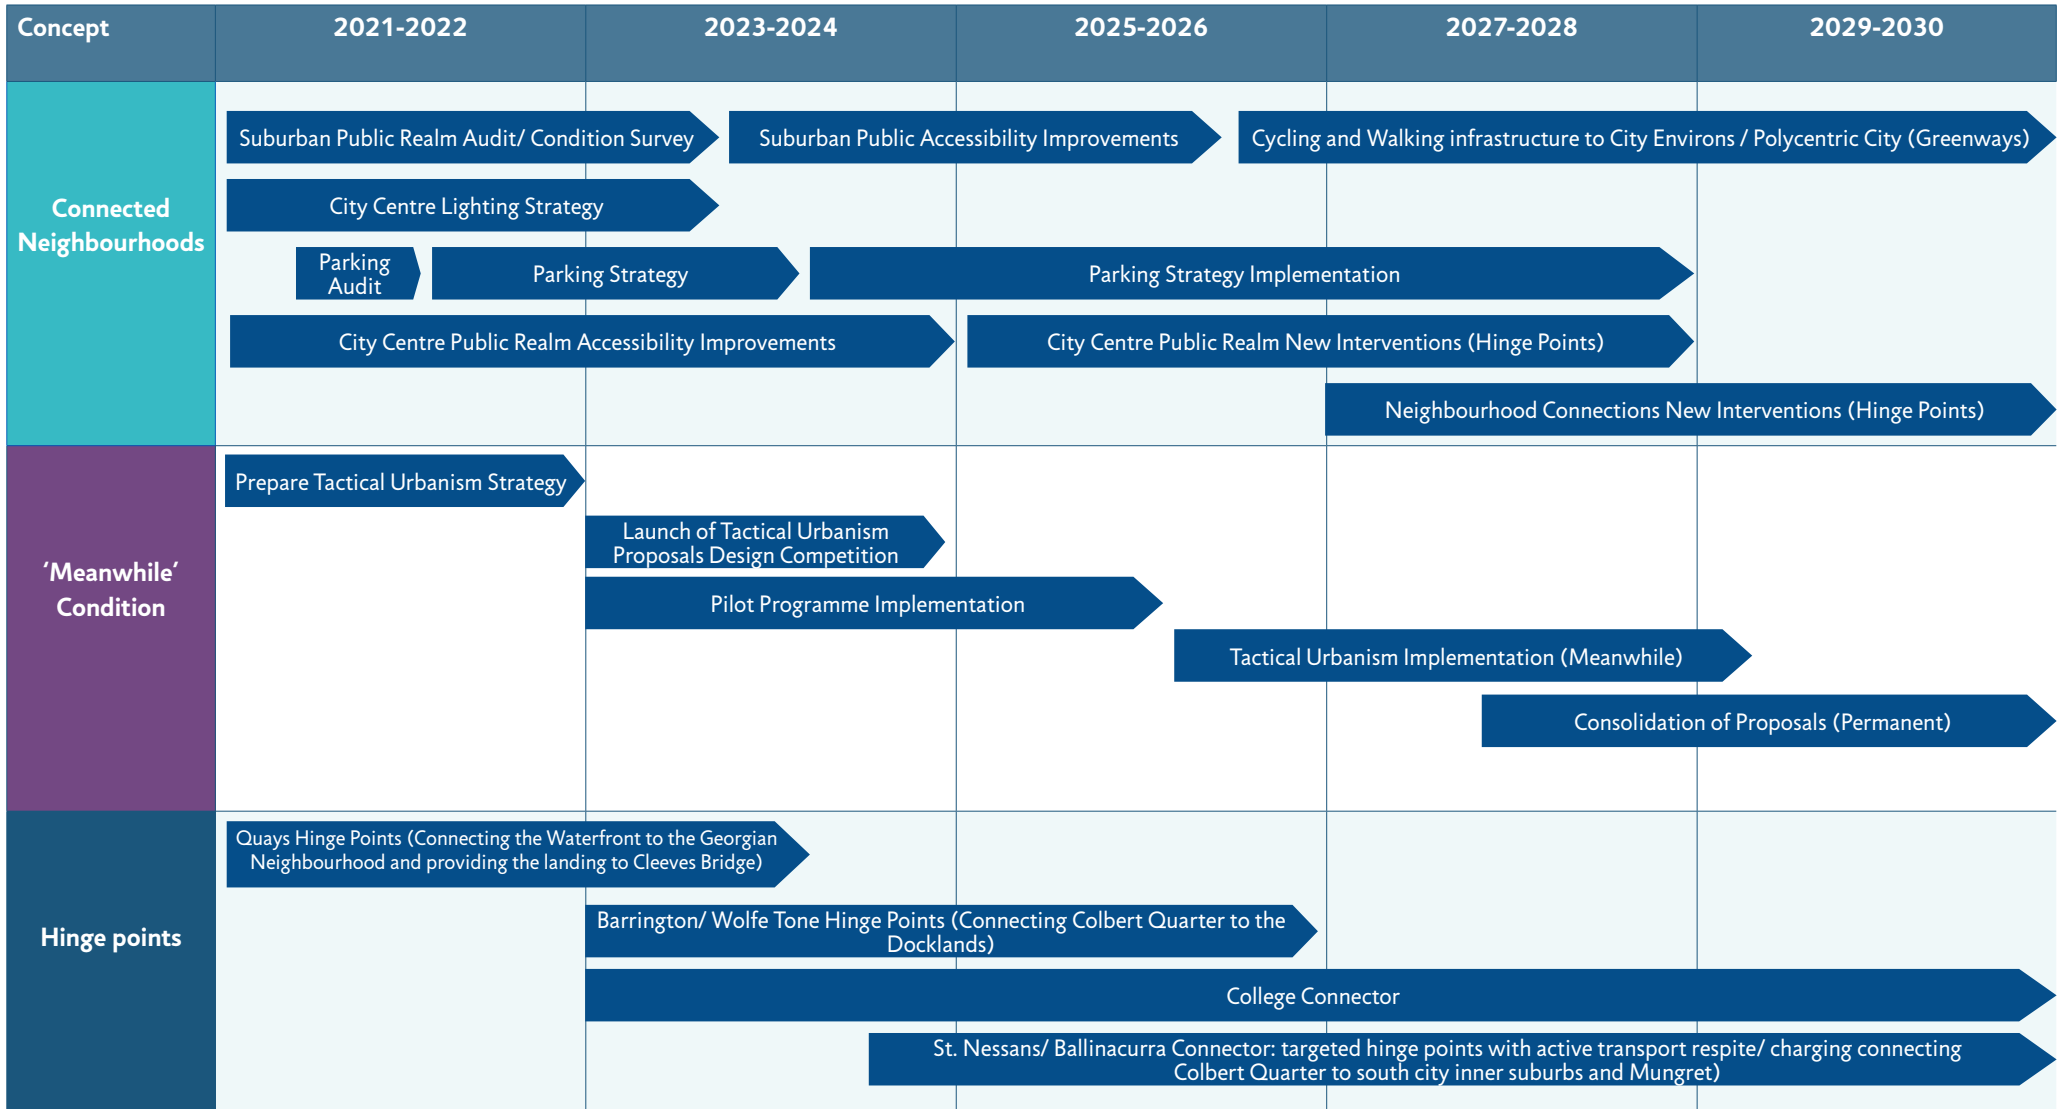 Concept 2021-2022 2023-2024 2025-2026 2027-2028 2029-2030
Connected
Neighbourhoods
Suburban Public Realm Audit/ Condition Survey
Suburban Public Accessibility Improvements
Cycling and Walking infrastructure to City Environs / Polycentric City (Greenways)
City Centre Lighting Strategy
Parking
Audit
Parking Strategy
Parking Strategy Implementation
City Centre Public Realm Accessibility Improvements
City Centre Public Realm New Interventions (Hinge Points)
Neighbourhood Connections New Interventions (Hinge Points)
‘Meanwhile’
Condition
Prepare Tactical Urbanism Strategy
Launch of Tactical Urbanism
Proposals Design Competition
Pilot Programme Implementation
Tactical Urbanism Implementation (Meanwhile)
Consolidation of Proposals (Permanent)
Hinge points
Quays Hinge Points (Connecting the Waterfront to the Georgian
Neighbourhood and providing the landing to Cleeves Bridge)
Barrington/ Wolfe Tone Hinge Points (Connecting Colbert Quarter to the
Docklands)
College Connector
St. Nessans/ Ballinacurra Connector: targeted hinge points with active transport respite/ charging connecting
Colbert Quarter to south city inner suburbs and Mungret)